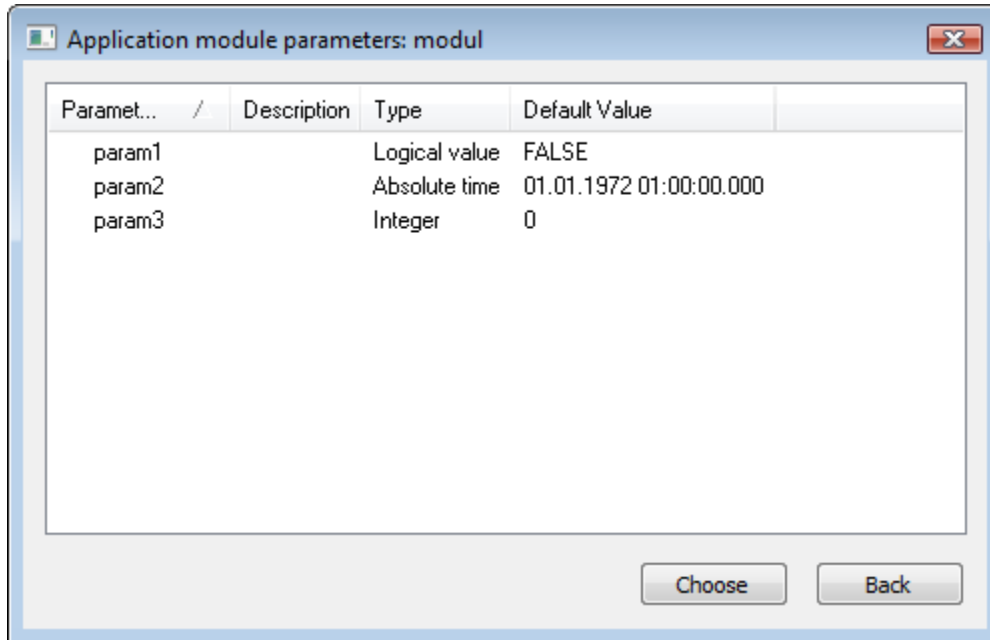 Application module parameters: modul
Paramet... Description Type Default Value
param1 Logical value FALSE
param2 Absolute time 01.01.1972 01:00:00.000
param3 Integer 0
Choose Back